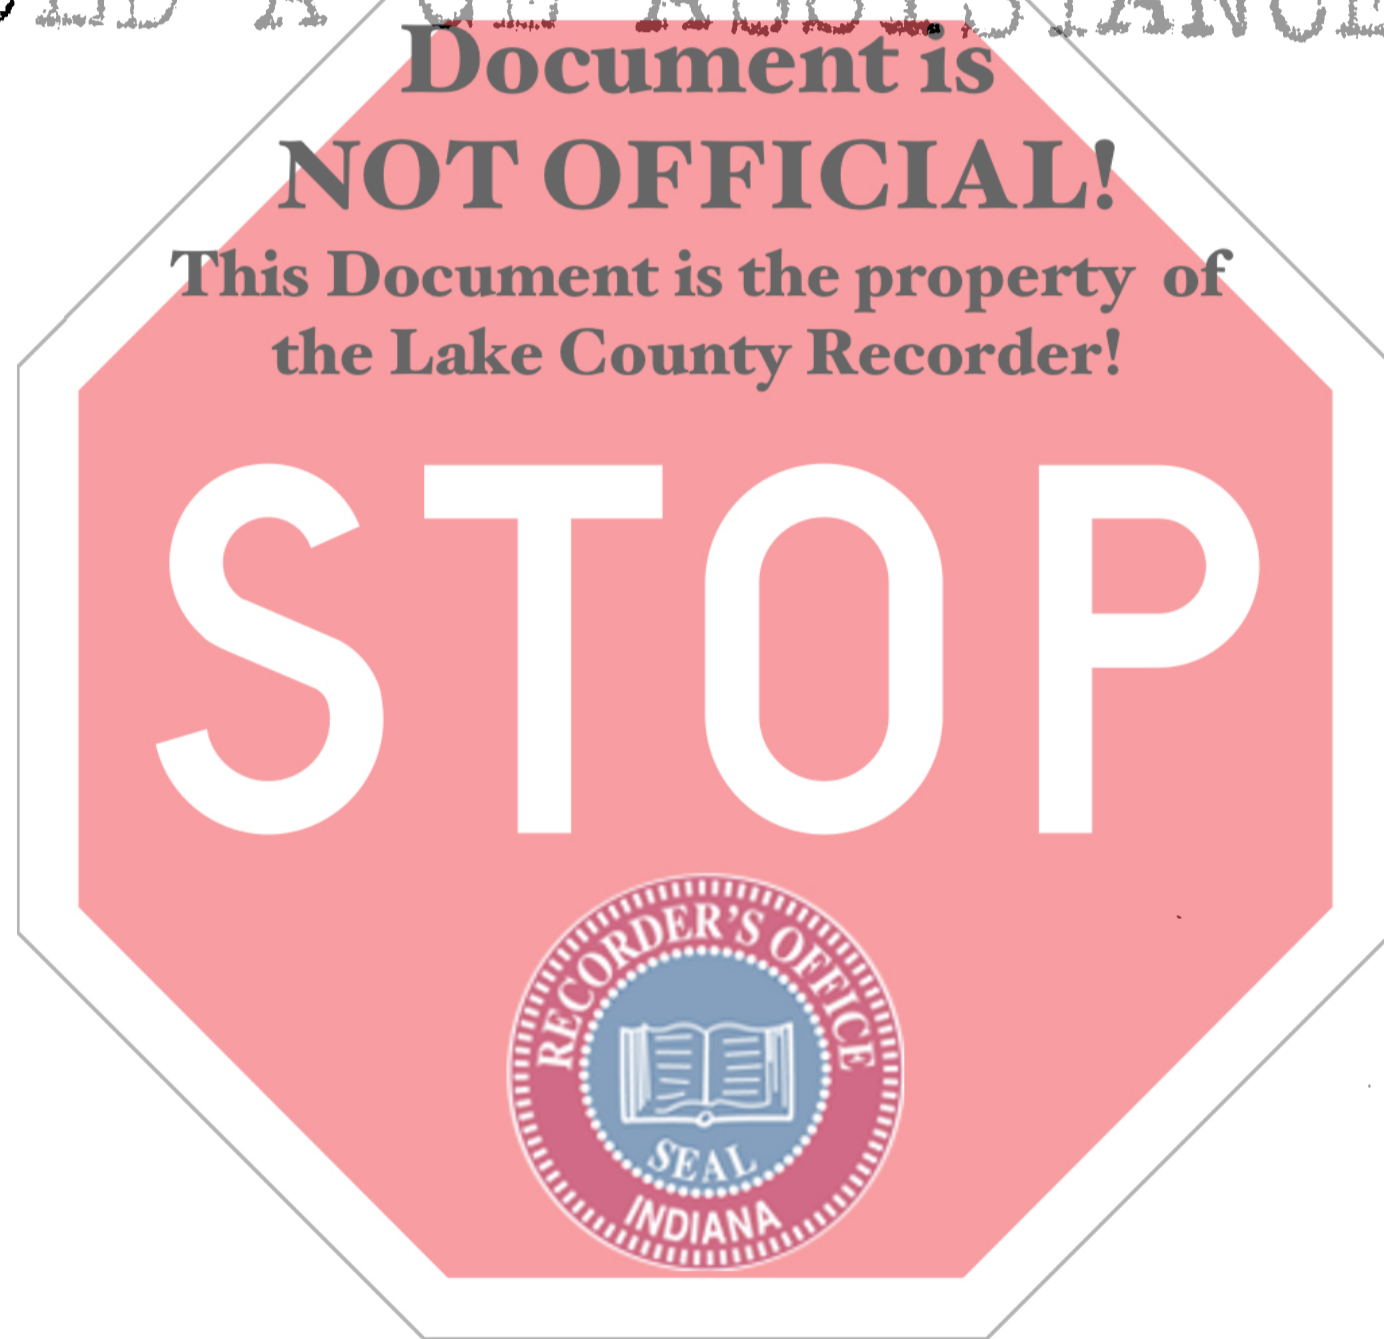 Document is
NOT OFFICIAL!
This Document is the property of
the Lake County Recorder!
STOP
RECORDER'S OFFICE
SEAL
INDIANA